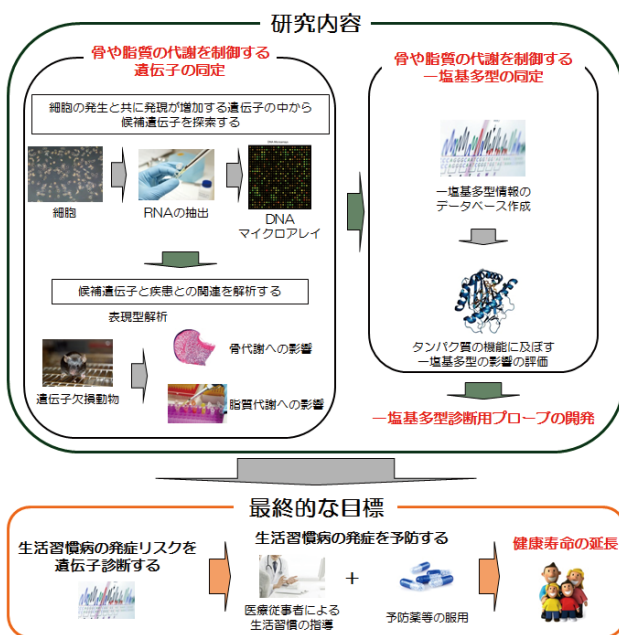 研究内容
骨や脂質の代謝を制御する
遺伝子の同定
細胞の発生と共に発現が増加する遺伝子の中から
候補遺伝子を探索する
細胞
RNAの抽出
DNA
マイクロアレイ
候補遺伝子と疾患との関連を解析する
表現型解析
骨代謝への影響
遺伝子欠損動物
脂質代謝への影響
骨や脂質の代謝を制御する
一塩基多型の同定
一塩基多型情報の
データベース作成
タンパク質の機能に及ぼす
一塩基多型の影響の評価
一塩基多型診断用プローブの開発
最終的な目標
生活習慣病の発症リスクを
遺伝子診断する
生活習慣病の発症を予防する
医療従事者による
生活習慣の指導
+
予防薬等の服用
健康寿命の延長